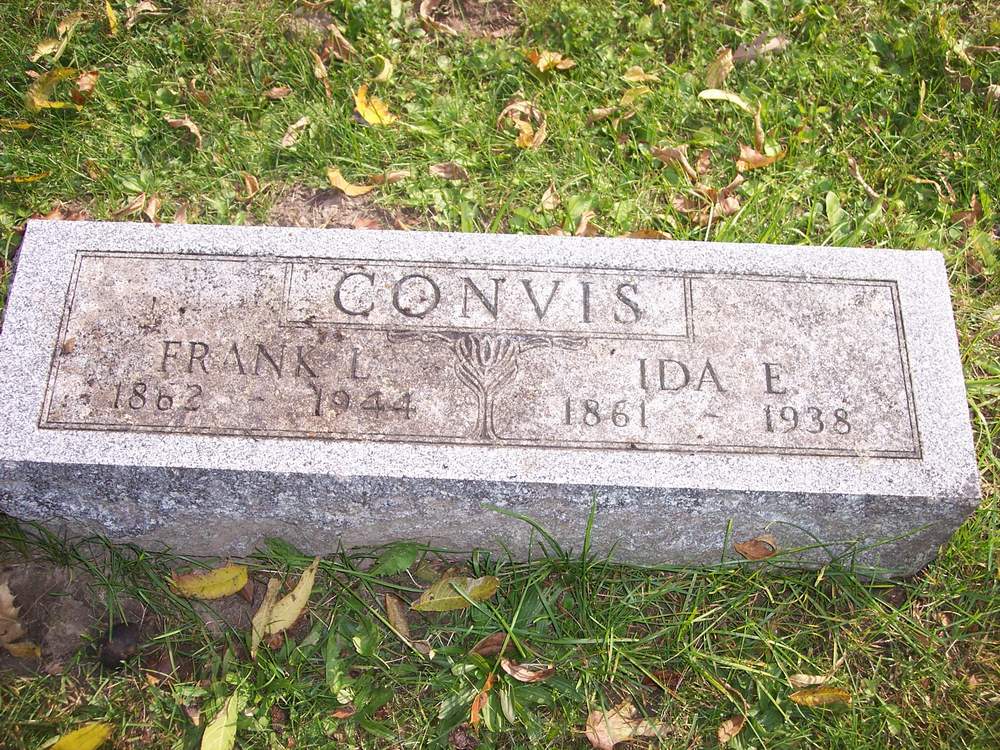 CONVIS
FRANK L
1862 - 1944
IDA E
1861 - 1938